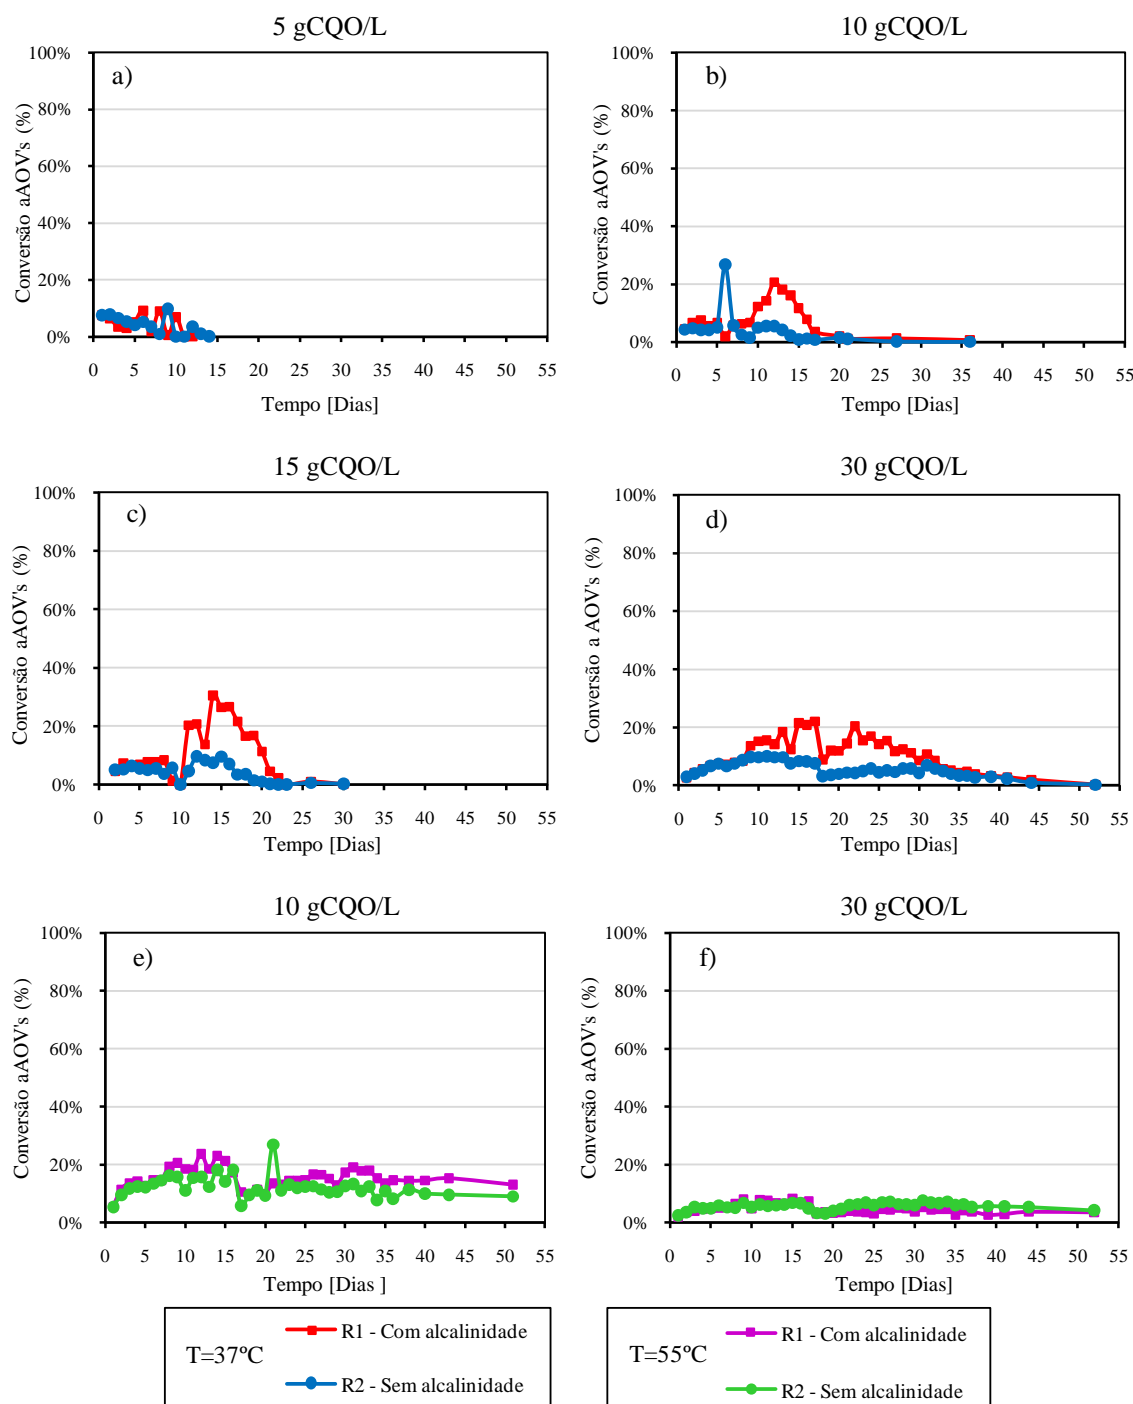 5 gCQO/L
10 gCQO/L
a)
b)
Conversão aAOV's (%)
100%
80%
60%
40%
20%
0%
0 5 10 15 20 25 30 35 40 45 50 55
Tempo [Dias]
Conversão aAOV's (%)
100%
80%
60%
40%
20%
0%
0 5 10 15 20 25 30 35 40 45 50 55
Tempo [Dias]
15 gCQO/L
30 gCQO/L
c)
d)
Conversão aAOV's (%)
100%
80%
60%
40%
20%
0%
0 5 10 15 20 25 30 35 40 45 50 55
Tempo [Dias]
Conversão a AOV's (%)
100%
80%
60%
40%
20%
0%
0 5 10 15 20 25 30 35 40 45 50 55
Tempo [Dias]
10 gCQO/L
30 gCQO/L
e)
f)
Conversão aAOV's (%)
100%
80%
60%
40%
20%
0%
0 5 10 15 20 25 30 35 40 45 50 55
Tempo [Dias ]
Conversão aAOV's (%)
100%
80%
60%
40%
20%
0%
0 5 10 15 20 25 30 35 40 45 50 55
Tempo [Dias]
T=37ºC
R1 - Com alcalinidade
R2 - Sem alcalinidade
T=55ºC
R1 - Com alcalinidade
R2 - Sem alcalinidade